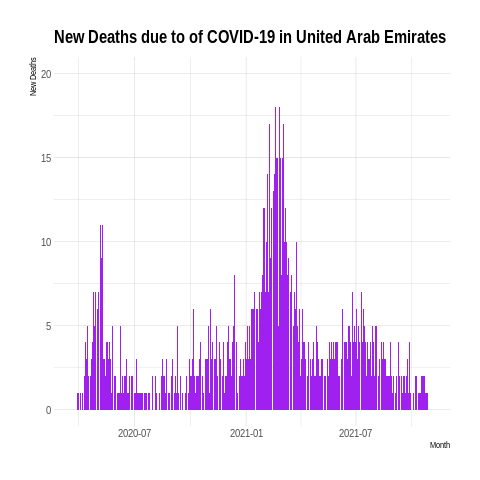 New Deaths due to of COVID-19 in United Arab Emirates
New Deaths
20
15
10
5
0
2020-07
2021-01
2021-07
Month